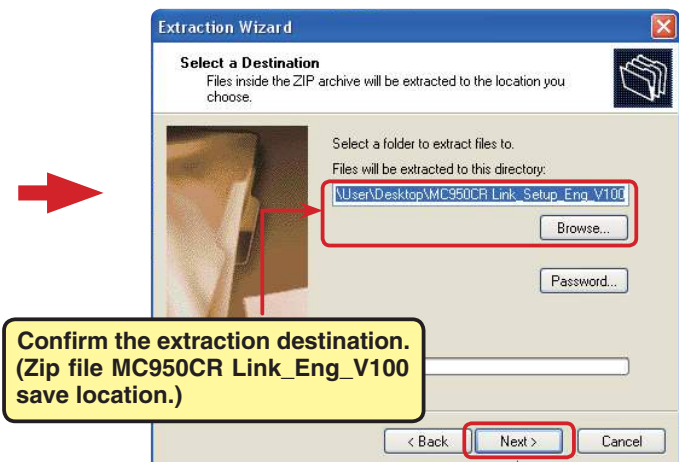 Extraction Wizard
Select a Destination
Files inside the ZIP archive will be extracted to the location you
choose.
Select a folder to extract files to.
Files will be extracted to this directory:
\User\Desktop\MC950CR Link_Setup_Eng_V100
Browse...
Password...
Confirm the extraction destination.
(Zip file MC950CR Link_Eng_V100
save location.)
< Back
Next >
Cancel